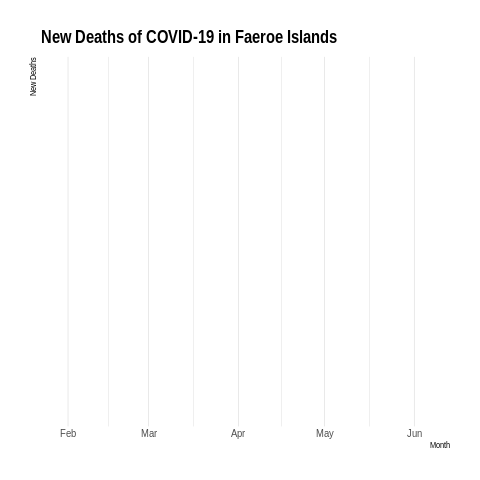 New Deaths of COVID-19 in Faeroe Islands
New Deaths
Feb Mar Apr May Jun
Month